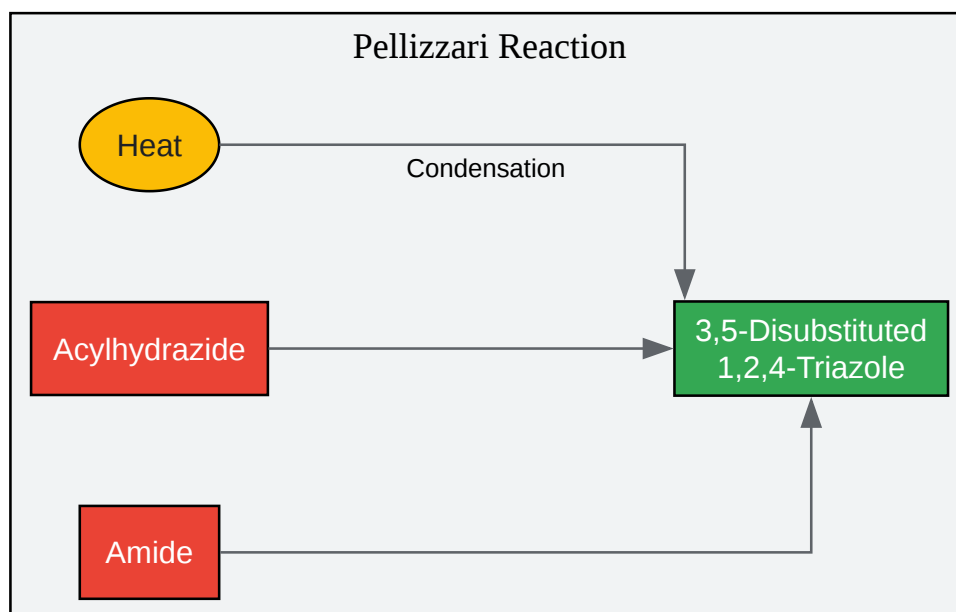 Pellizzari Reaction
Heat
Condensation
Acylhydrazide
3,5-Disubstituted
1,2,4-Triazole
Amide